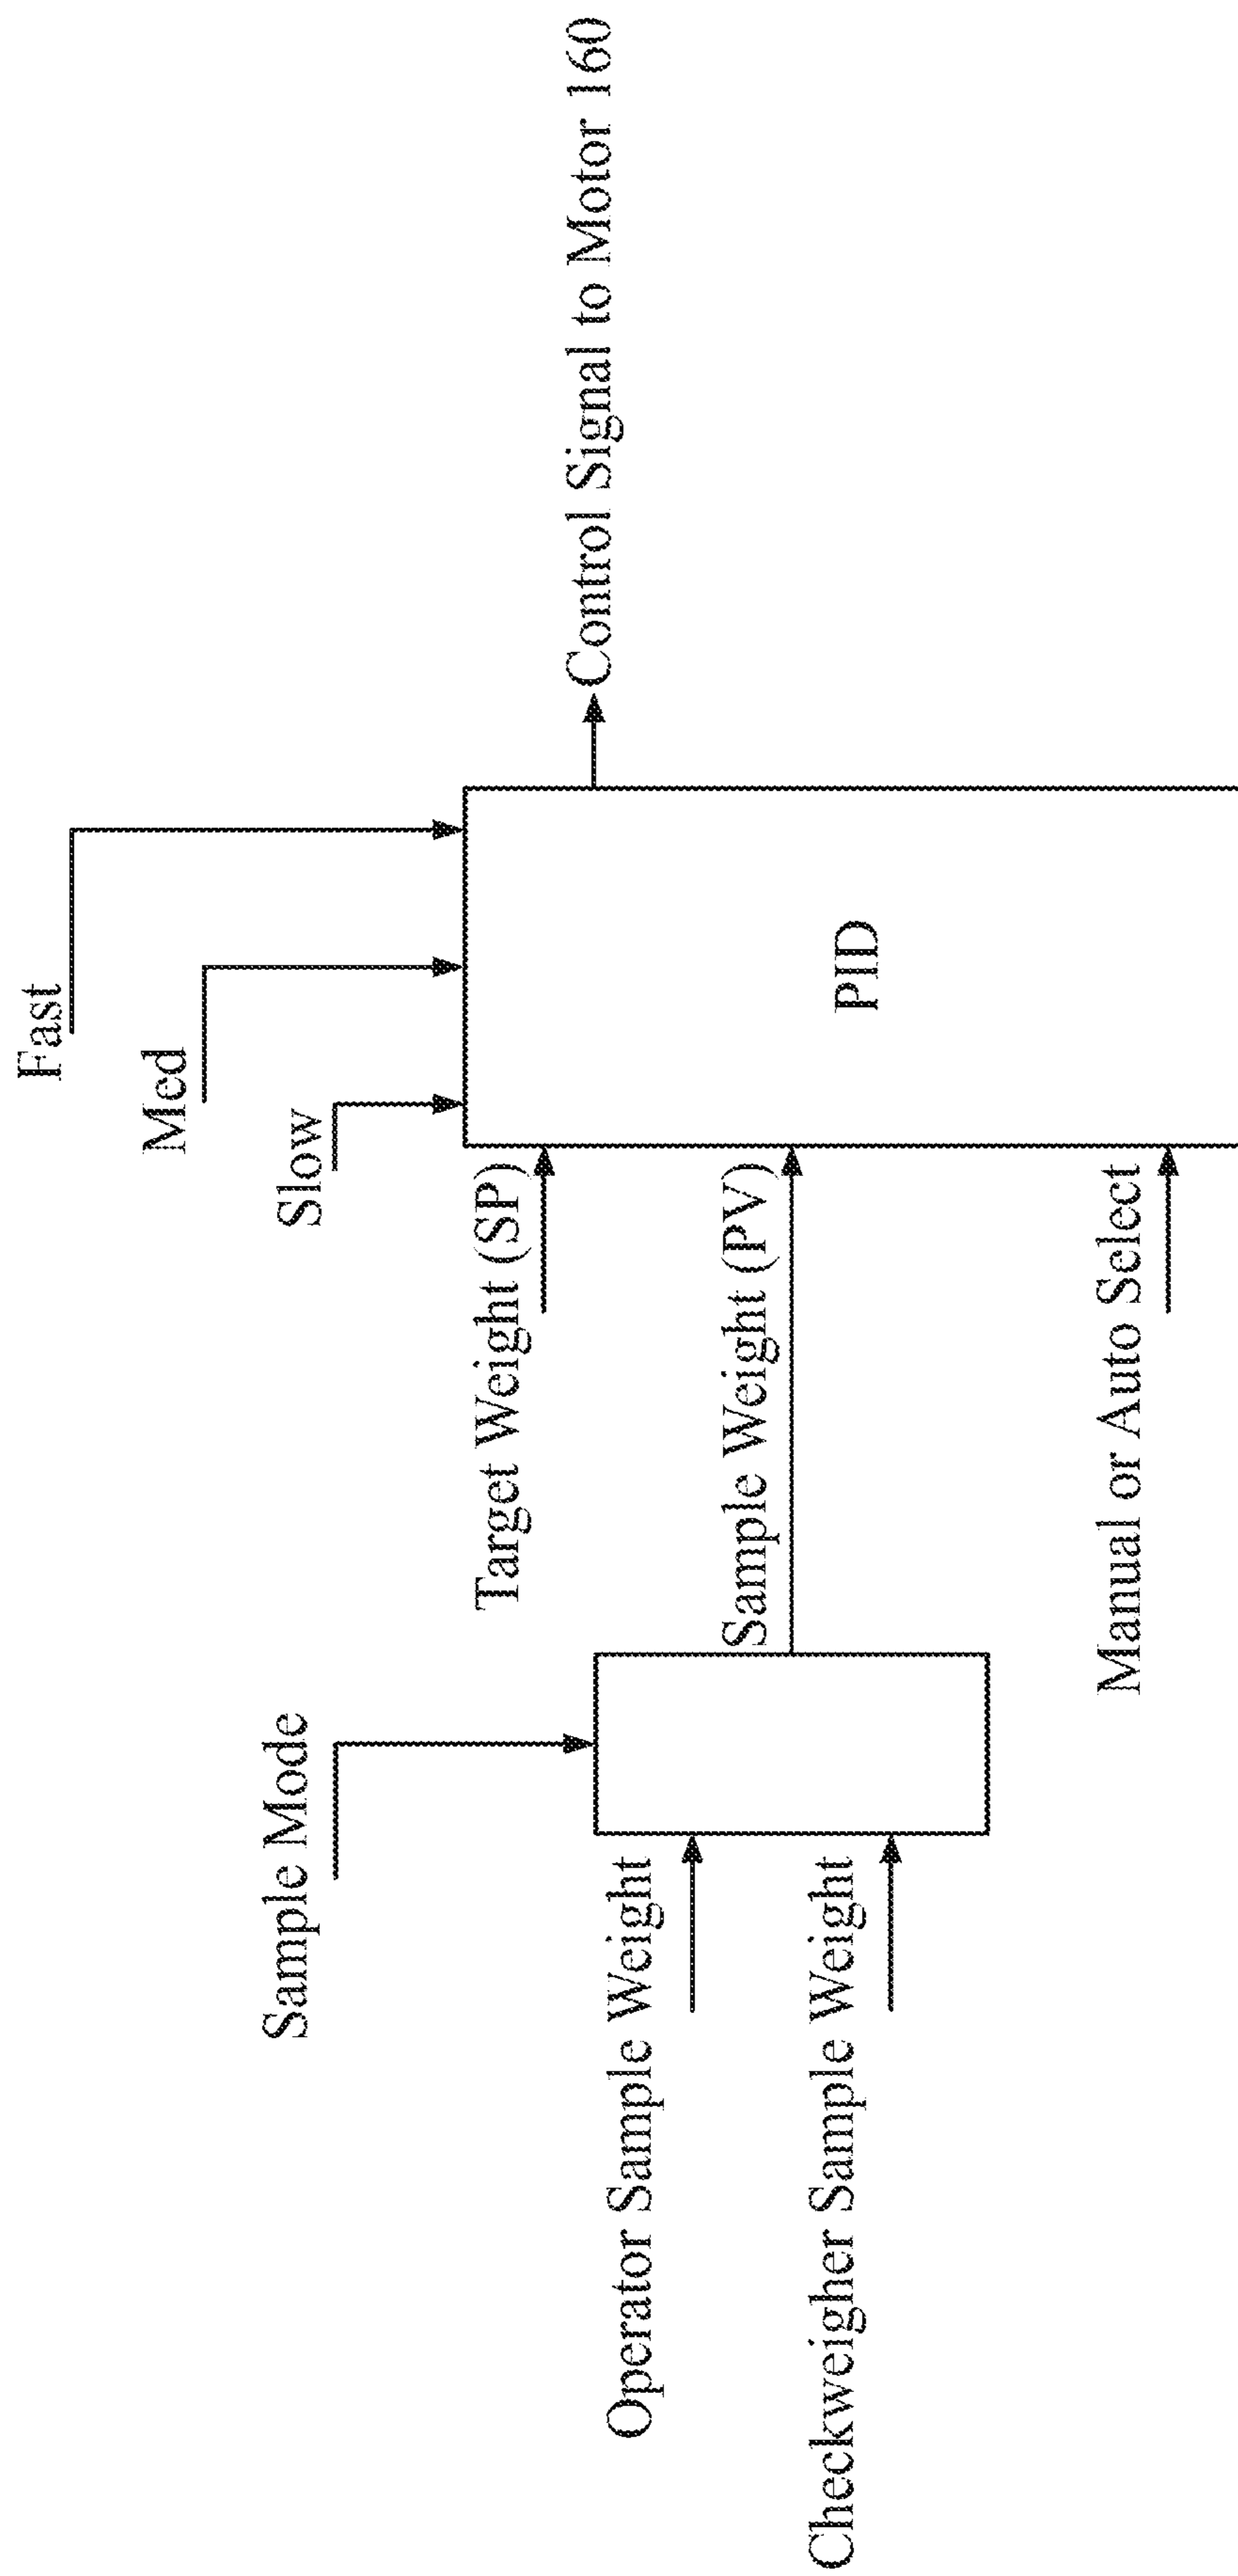 Fast
Med
Slow
Sample Mode
Target Weight (SP)
Control Signal to Motor 160
Operator Sample Weight
Sample Weight (PV)
PID
Checkweigher Sample Weight
Manual or Auto Select